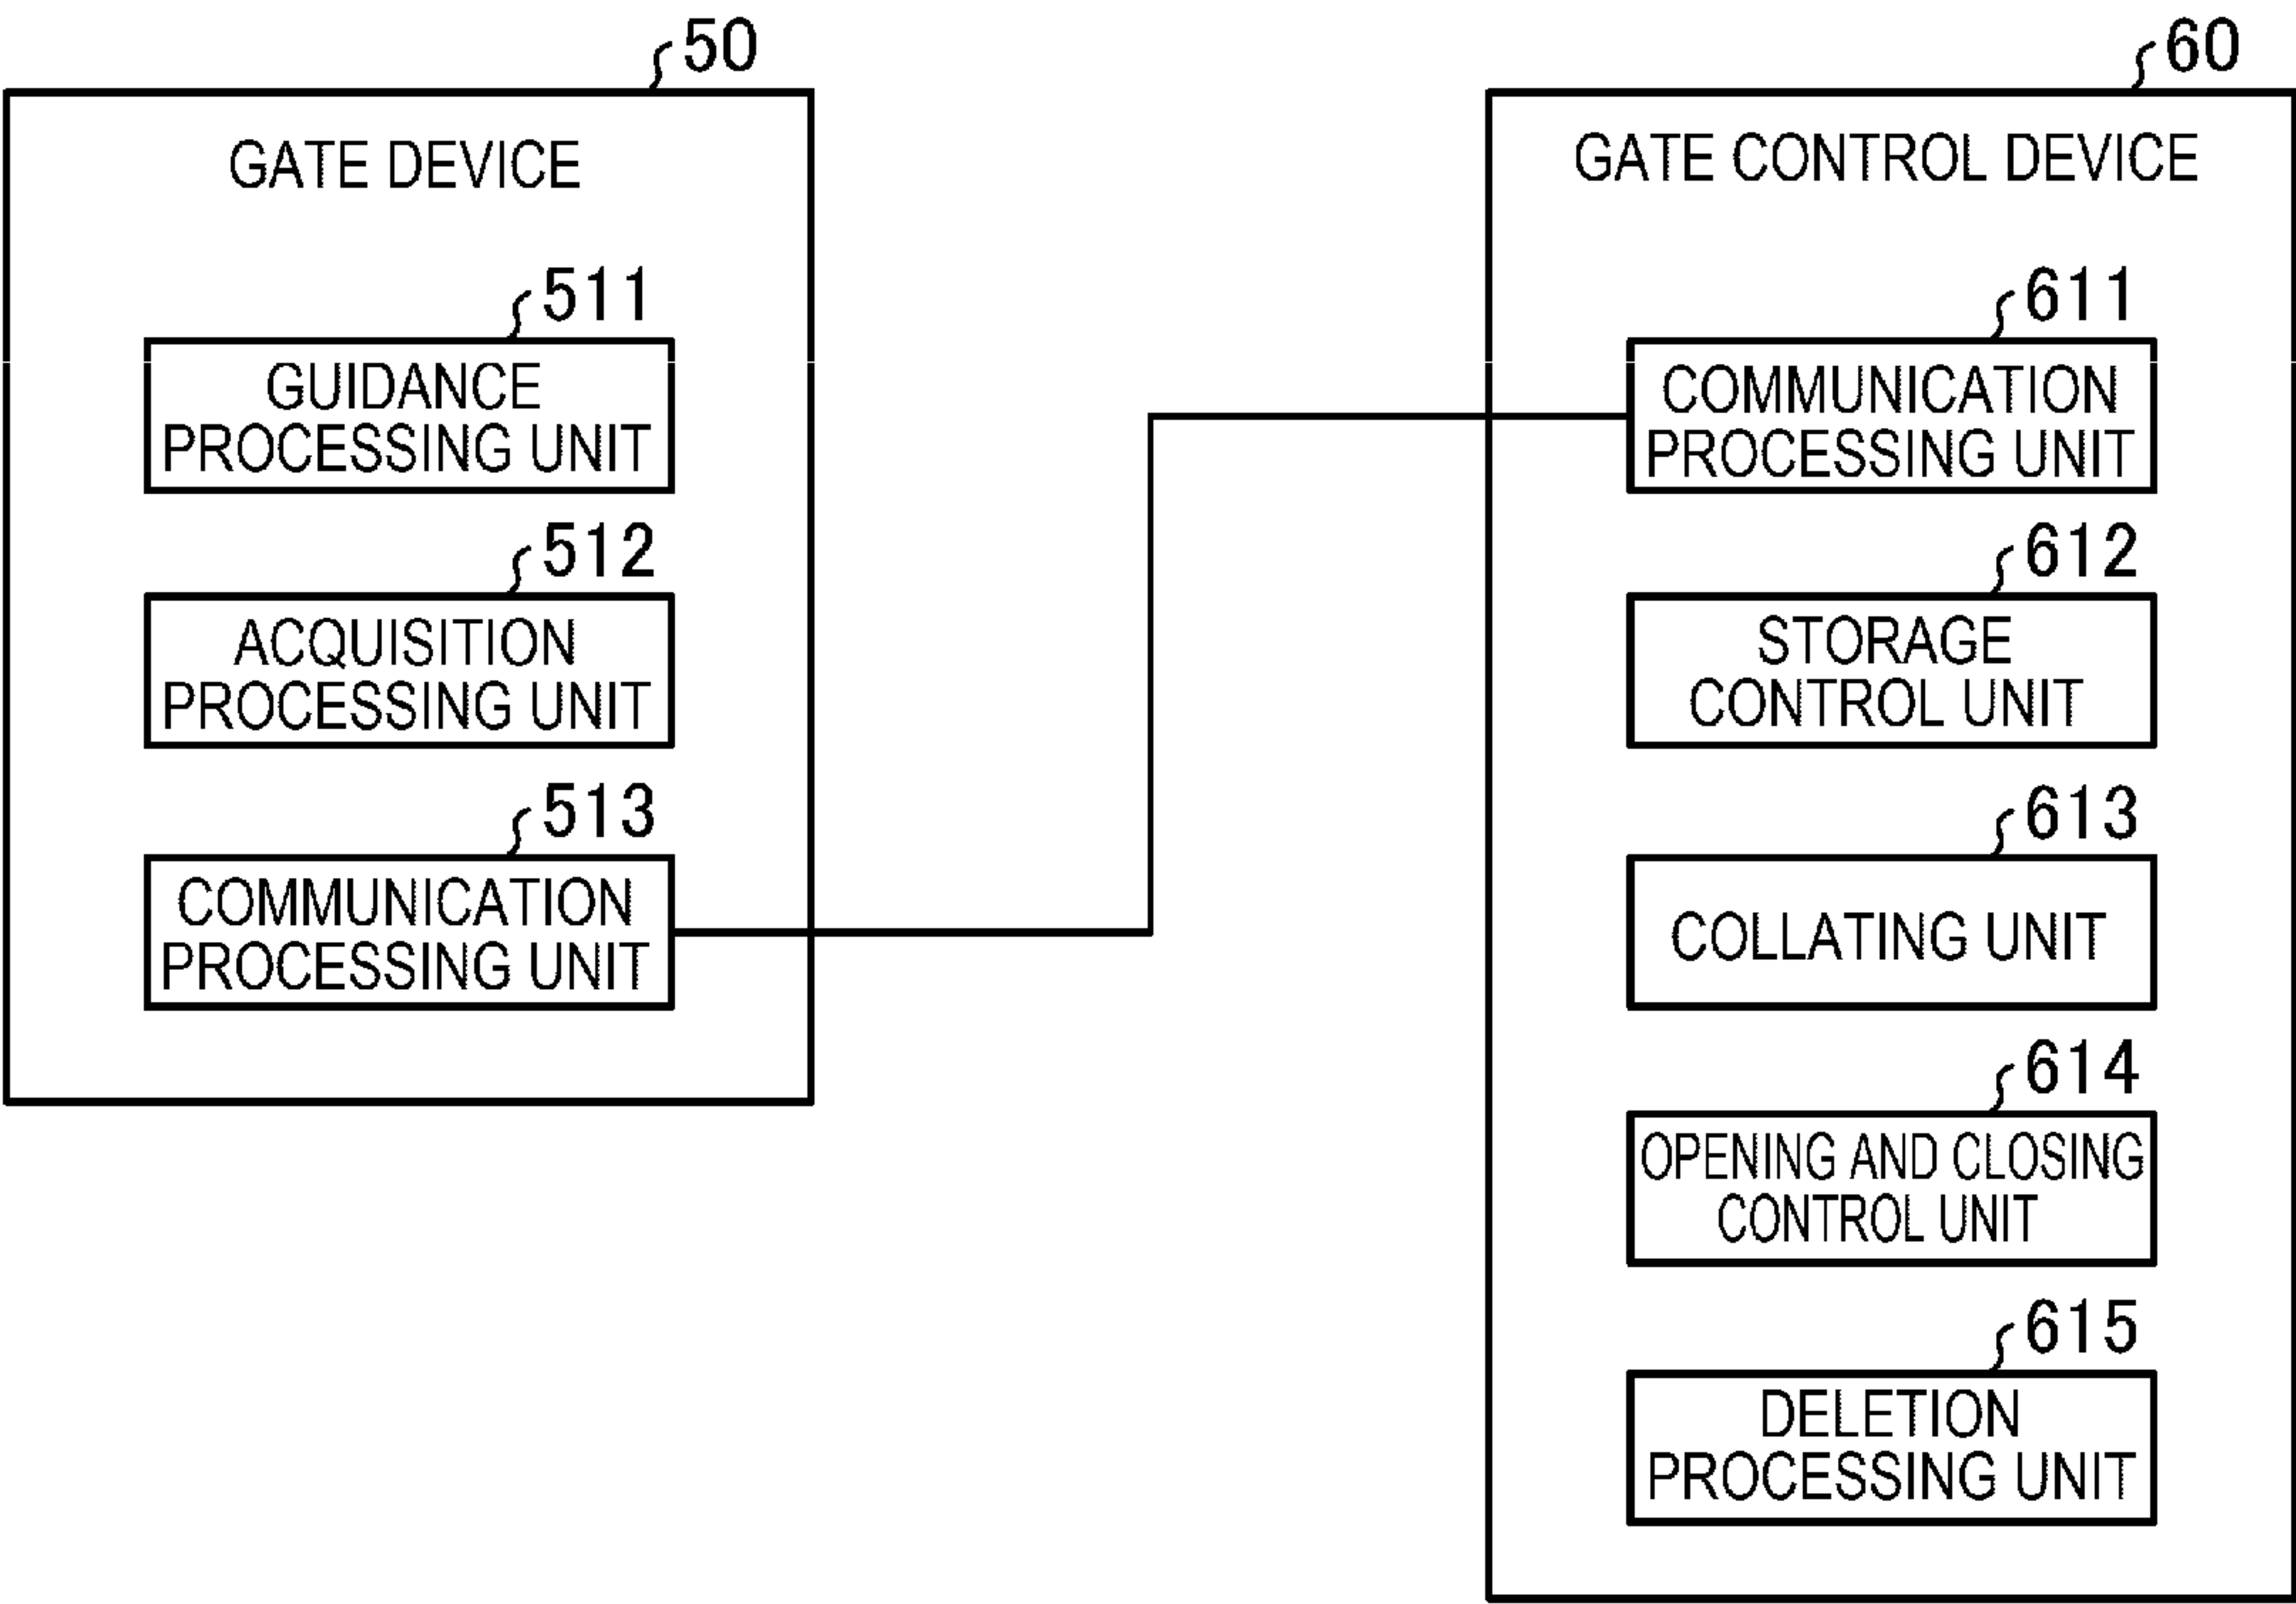 50
GATE DEVICE
511
GUIDANCE
PROCESSING UNIT
512
ACQUISITION
PROCESSING UNIT
513
COMMUNICATION
PROCESSING UNIT
60
GATE CONTROL DEVICE
611
COMMUNICATION
PROCESSING UNIT
612
STORAGE
CONTROL UNIT
613
COLLATING UNIT
614
OPENING AND CLOSING
CONTROL UNIT
615
DELETION
PROCESSING UNIT